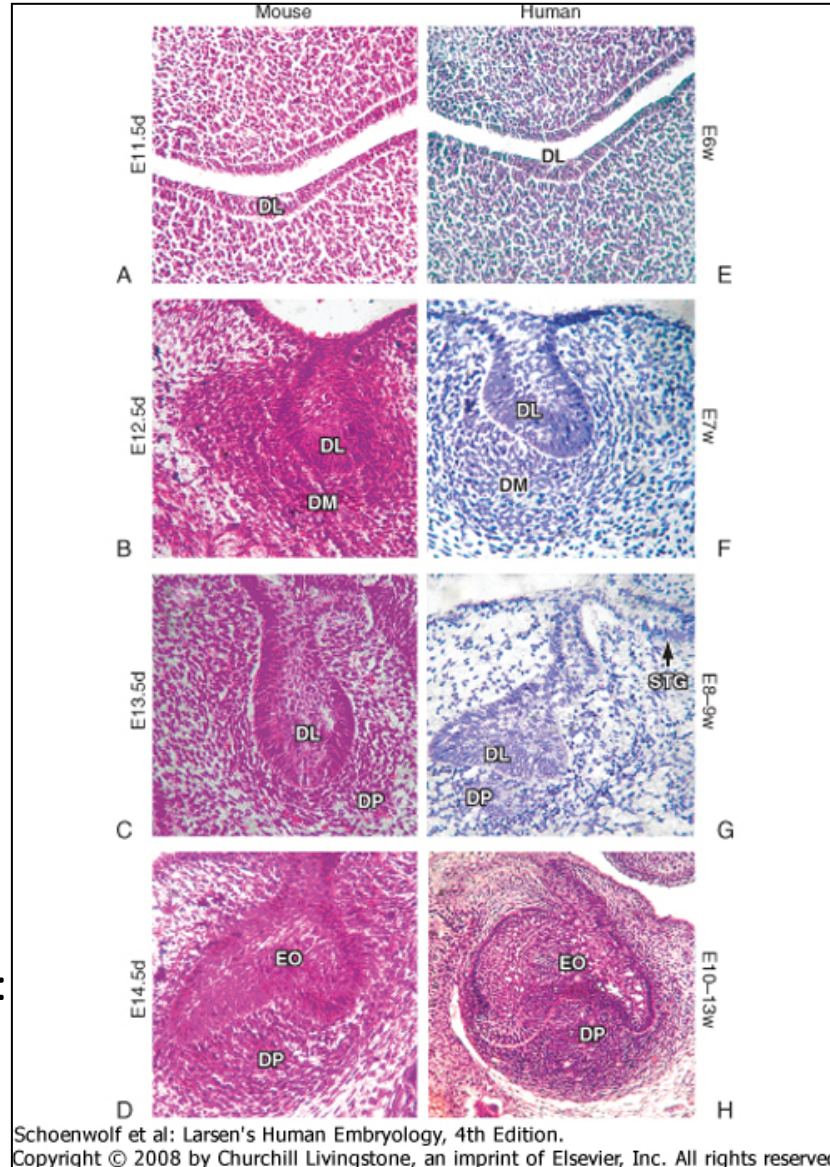 Mouse
Human
E11.5d
DL
A
DL
E6w
E
E12.5d
DL
DM
B
DL
DM
E7w
F
E13.5d
DL
DP
C
STG
DL
DP
E8–9w
G
E14.5d
EO
DP
D
EO
DP
E10–13w
H
:
Schoenwolf et al: Larsen's Human Embryology, 4th Edition.
Copyright © 2008 by Churchill Livingstone, an imprint of Elsevier, Inc. All rights reserve